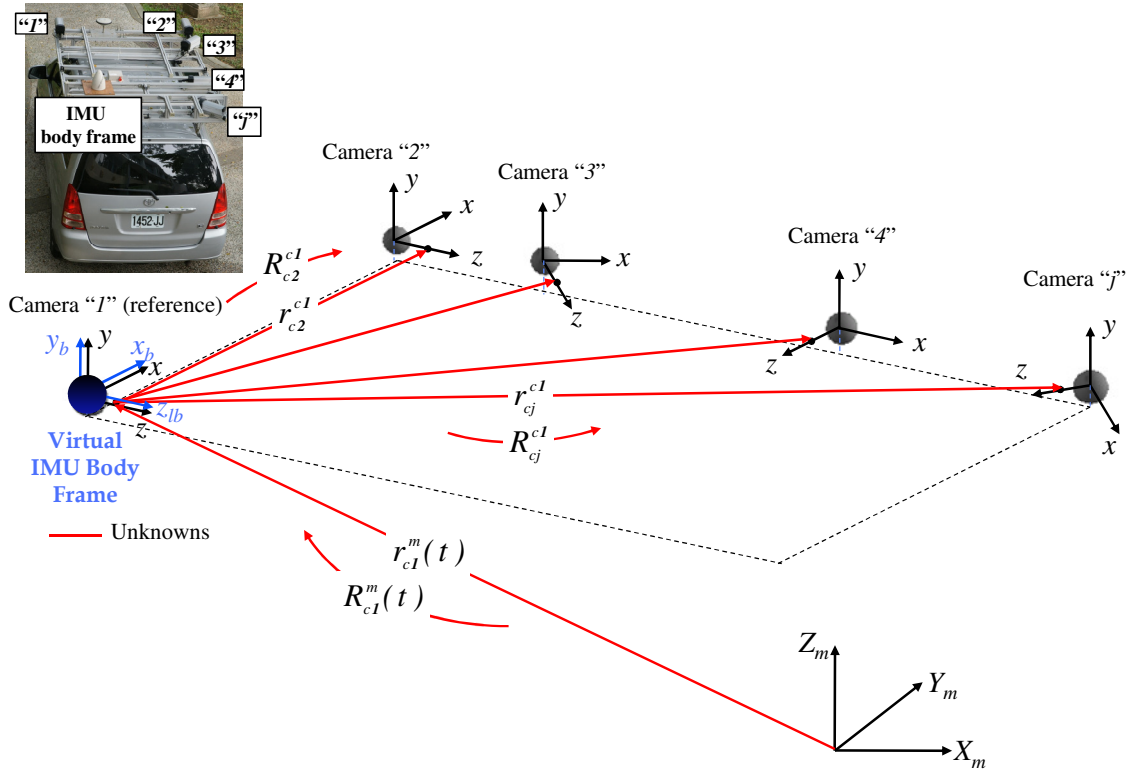 “1”
“2”
“3”
“4”
“j”
IMU
body frame
1452 JJ
Camera “2”
y
x
z
Camera “3”
y
x
z
Camera “4”
y
x
z
Camera “j”
y
z
x
R_{c2}^{c1}
r_{c2}^{c1}
Camera “1” (reference)
y_b
y
x_b
x
z_{lb}
z
Virtual
IMU Body
Frame
r_{cj}^{c1}
R_{cj}^{c1}
Unknowns
r_{c1}^{m}(t)
R_{c1}^{m}(t)
Z_m
Y_m
X_m